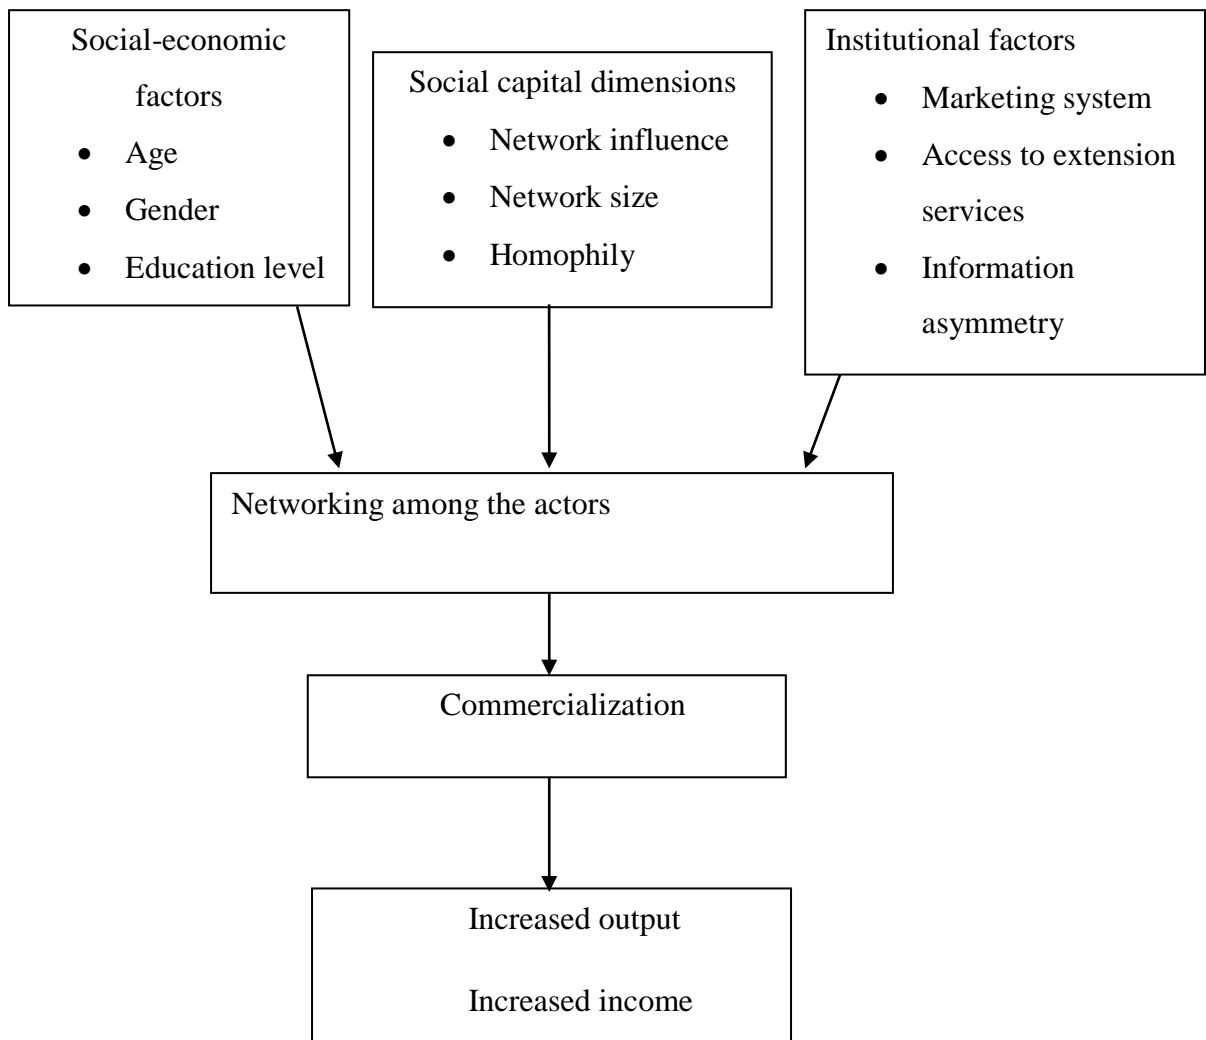 Social-economic
factors
• Age
• Gender
• Education level
Social capital dimensions
• Network influence
• Network size
• Homophily
Institutional factors
• Marketing system
• Access to extension
services
• Information
asymmetry
Networking among the actors
Commercialization
Increased output
Increased income